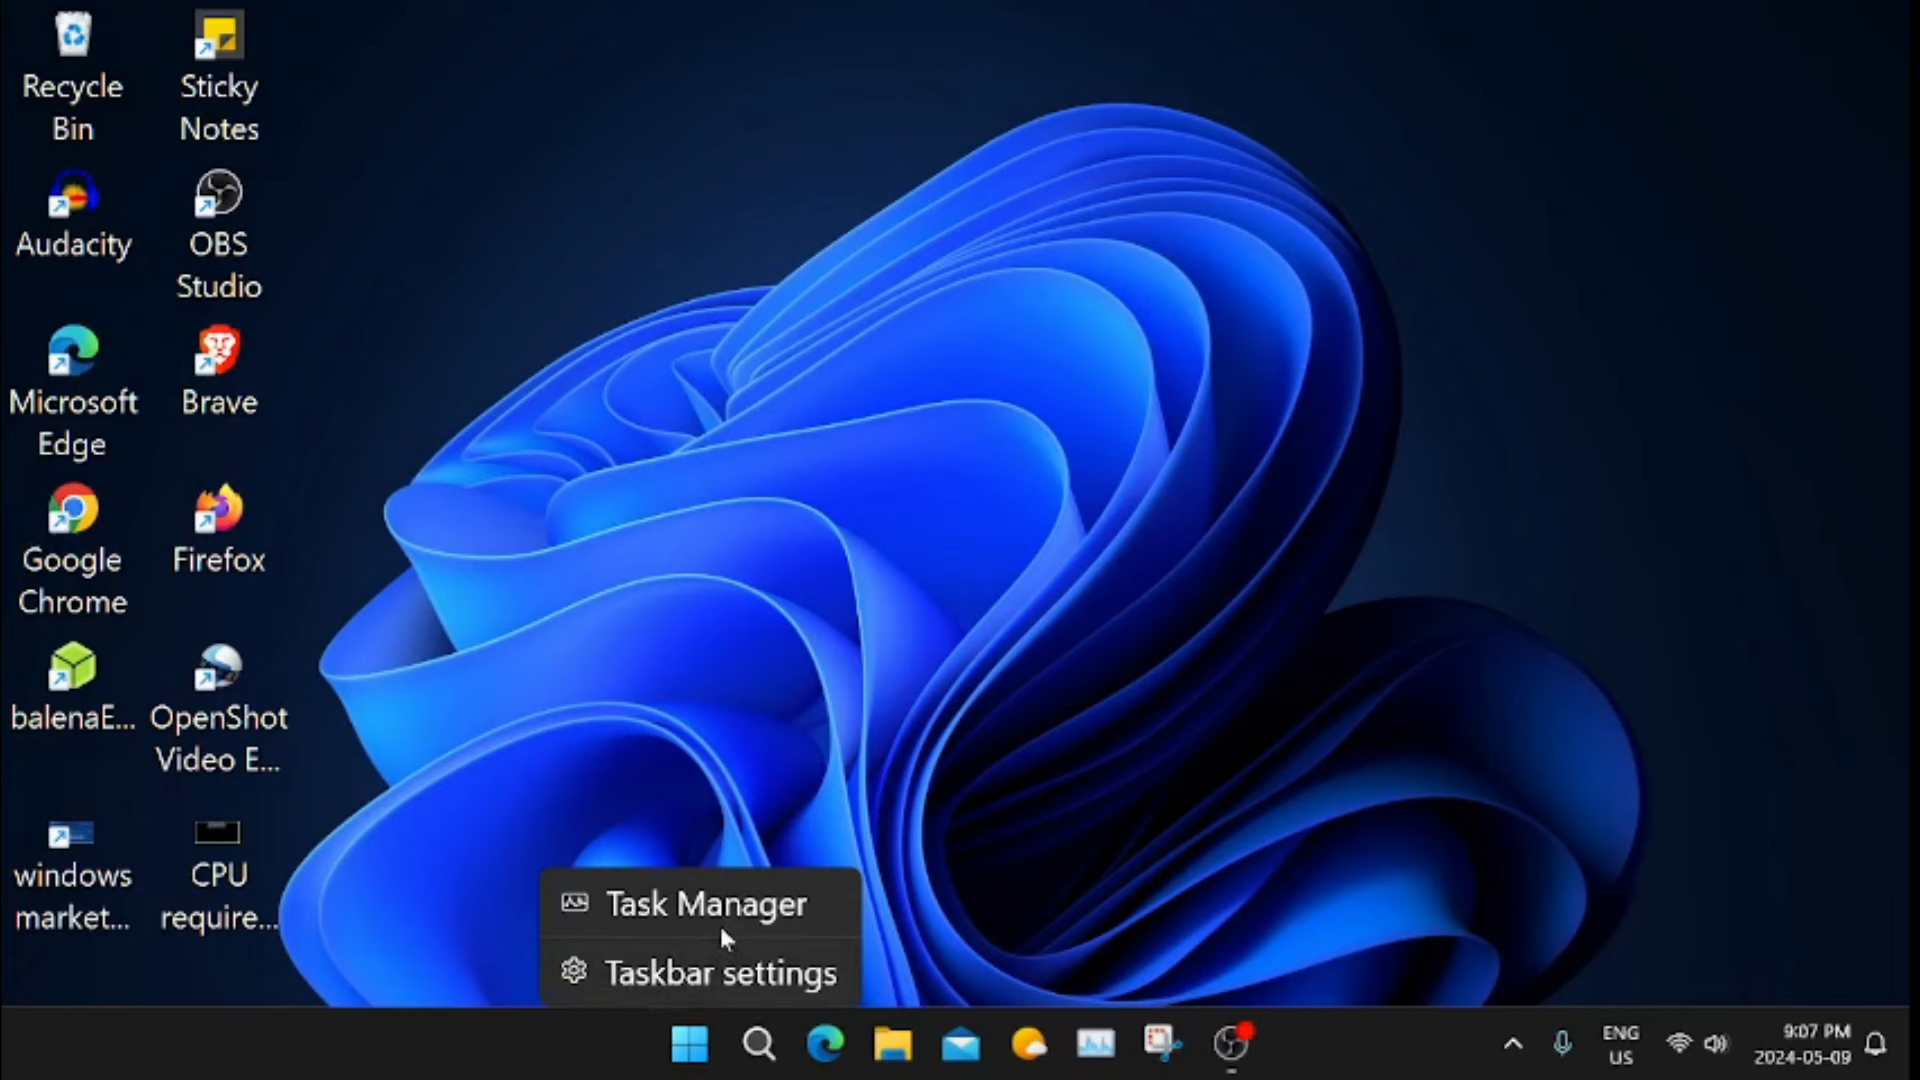 Recycle
Bin
Sticky
Notes
Audacity
OBS
Studio
Microsoft
Edge
Brave
Google
Chrome
Firefox
balenaE...
OpenShot
Video E...
windows
market...
CPU
require...
Task Manager
Taskbar settings
ENG
US
9:07 PM
2024-05-09